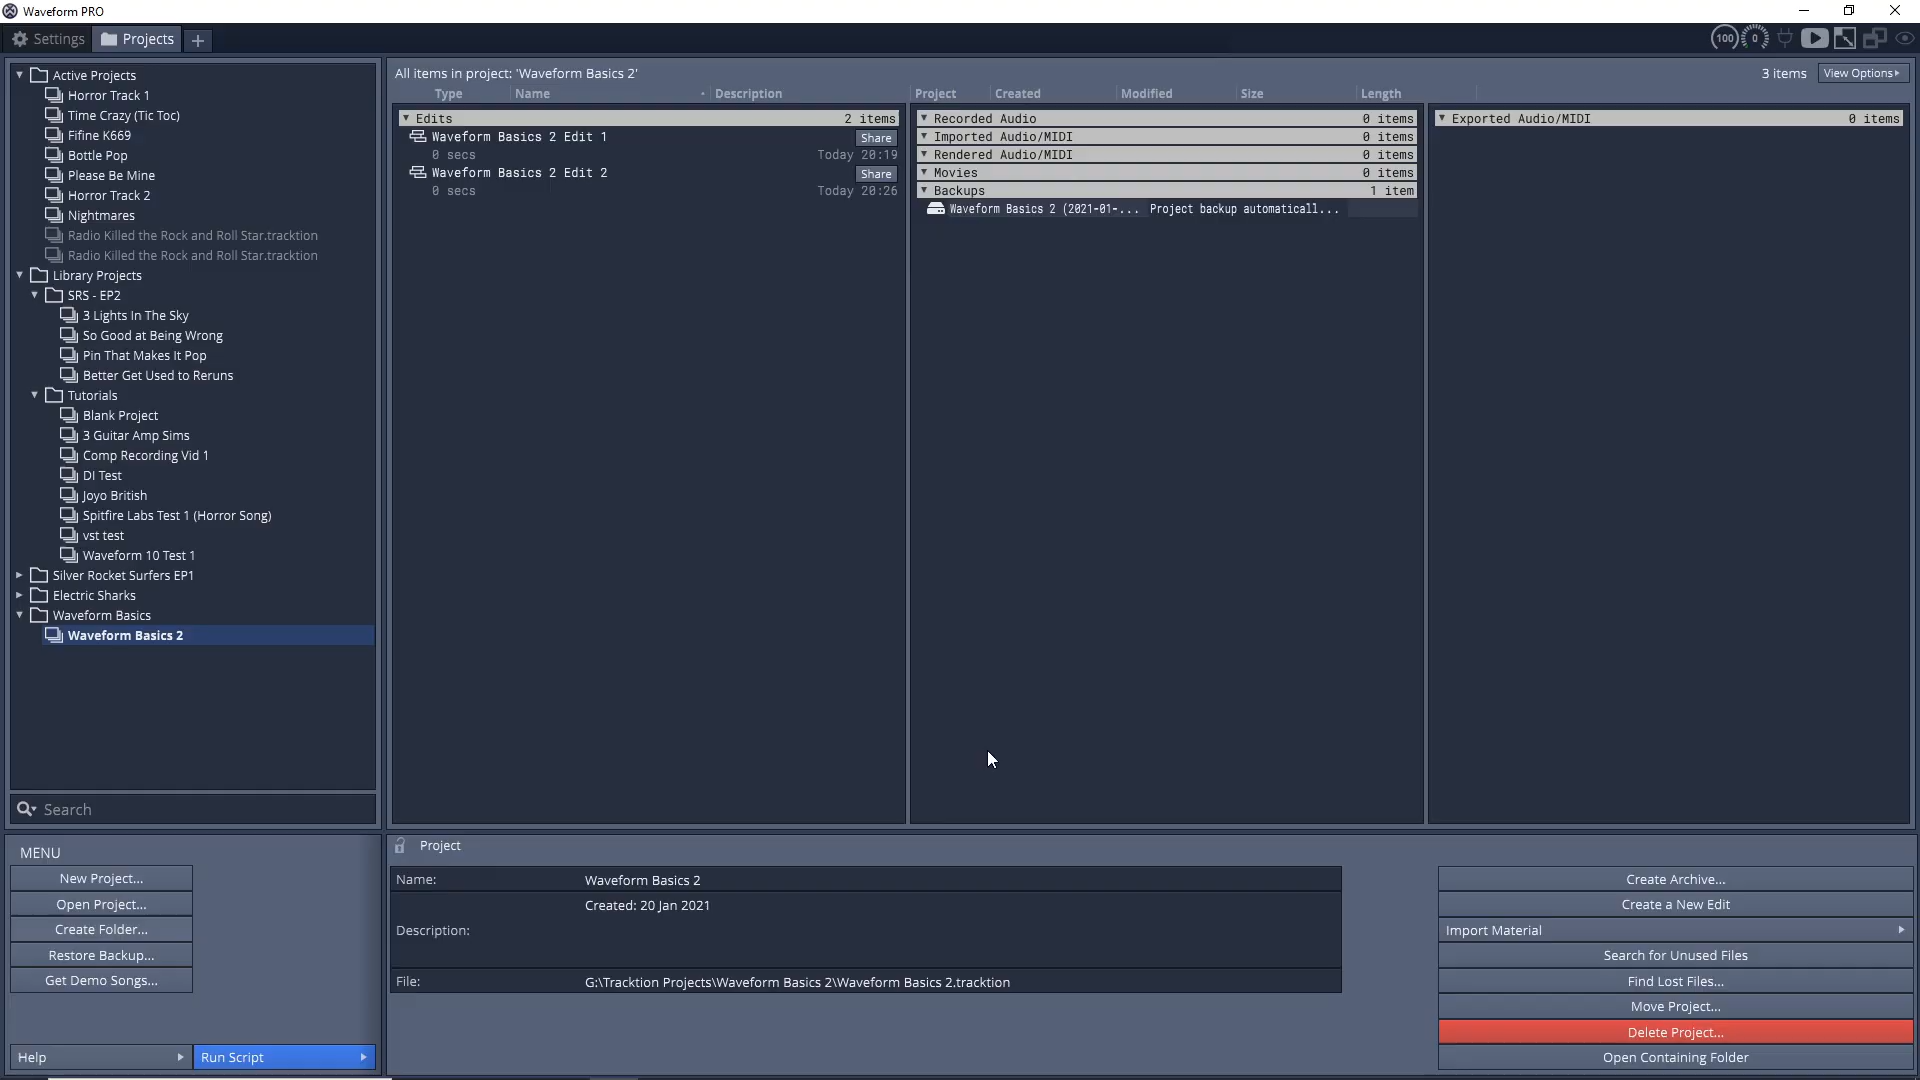 Waveform PRO
Settings
Projects
+
100
0
Active Projects
Horror Track 1
Time Crazy (Tic Toc)
Fifine K669
Bottle Pop
Please Be Mine
Horror Track 2
Nightmares
Radio Killed the Rock and Roll Star.tracktion
Radio Killed the Rock and Roll Star.tracktion
Library Projects
SRS - EP2
3 Lights In The Sky
So Good at Being Wrong
Pin That Makes It Pop
Better Get Used to Reruns
Tutorials
Blank Project
3 Guitar Amp Sims
Comp Recording Vid 1
DI Test
Joyo British
Spitfire Labs Test 1 (Horror Song)
vst test
Waveform 10 Test 1
Silver Rocket Surfers EP1
Electric Sharks
Waveform Basics
Waveform Basics 2
Search
All items in project: 'Waveform Basics 2'
3 items
View Options
Type Name Description Project Created Modified Size Length
Edits 2 items
Waveform Basics 2 Edit 1 Share
0 secs Today 20:19
Waveform Basics 2 Edit 2 Share
0 secs Today 20:26
Recorded Audio 0 items
Imported Audio/MIDI 0 items
Rendered Audio/MIDI 0 items
Movies 0 items
Backups 1 item
Waveform Basics 2 (2021-01-... Project backup automaticall...
Exported Audio/MIDI 0 items
MENU
New Project...
Open Project...
Create Folder...
Restore Backup...
Get Demo Songs...
Help
Run Script
Project
Name: Waveform Basics 2
Created: 20 Jan 2021
Description:
File: G:\Tracktion Projects\Waveform Basics 2\Waveform Basics 2.tracktion
Create Archive...
Create a New Edit
Import Material
Search for Unused Files
Find Lost Files...
Move Project...
Delete Project...
Open Containing Folder